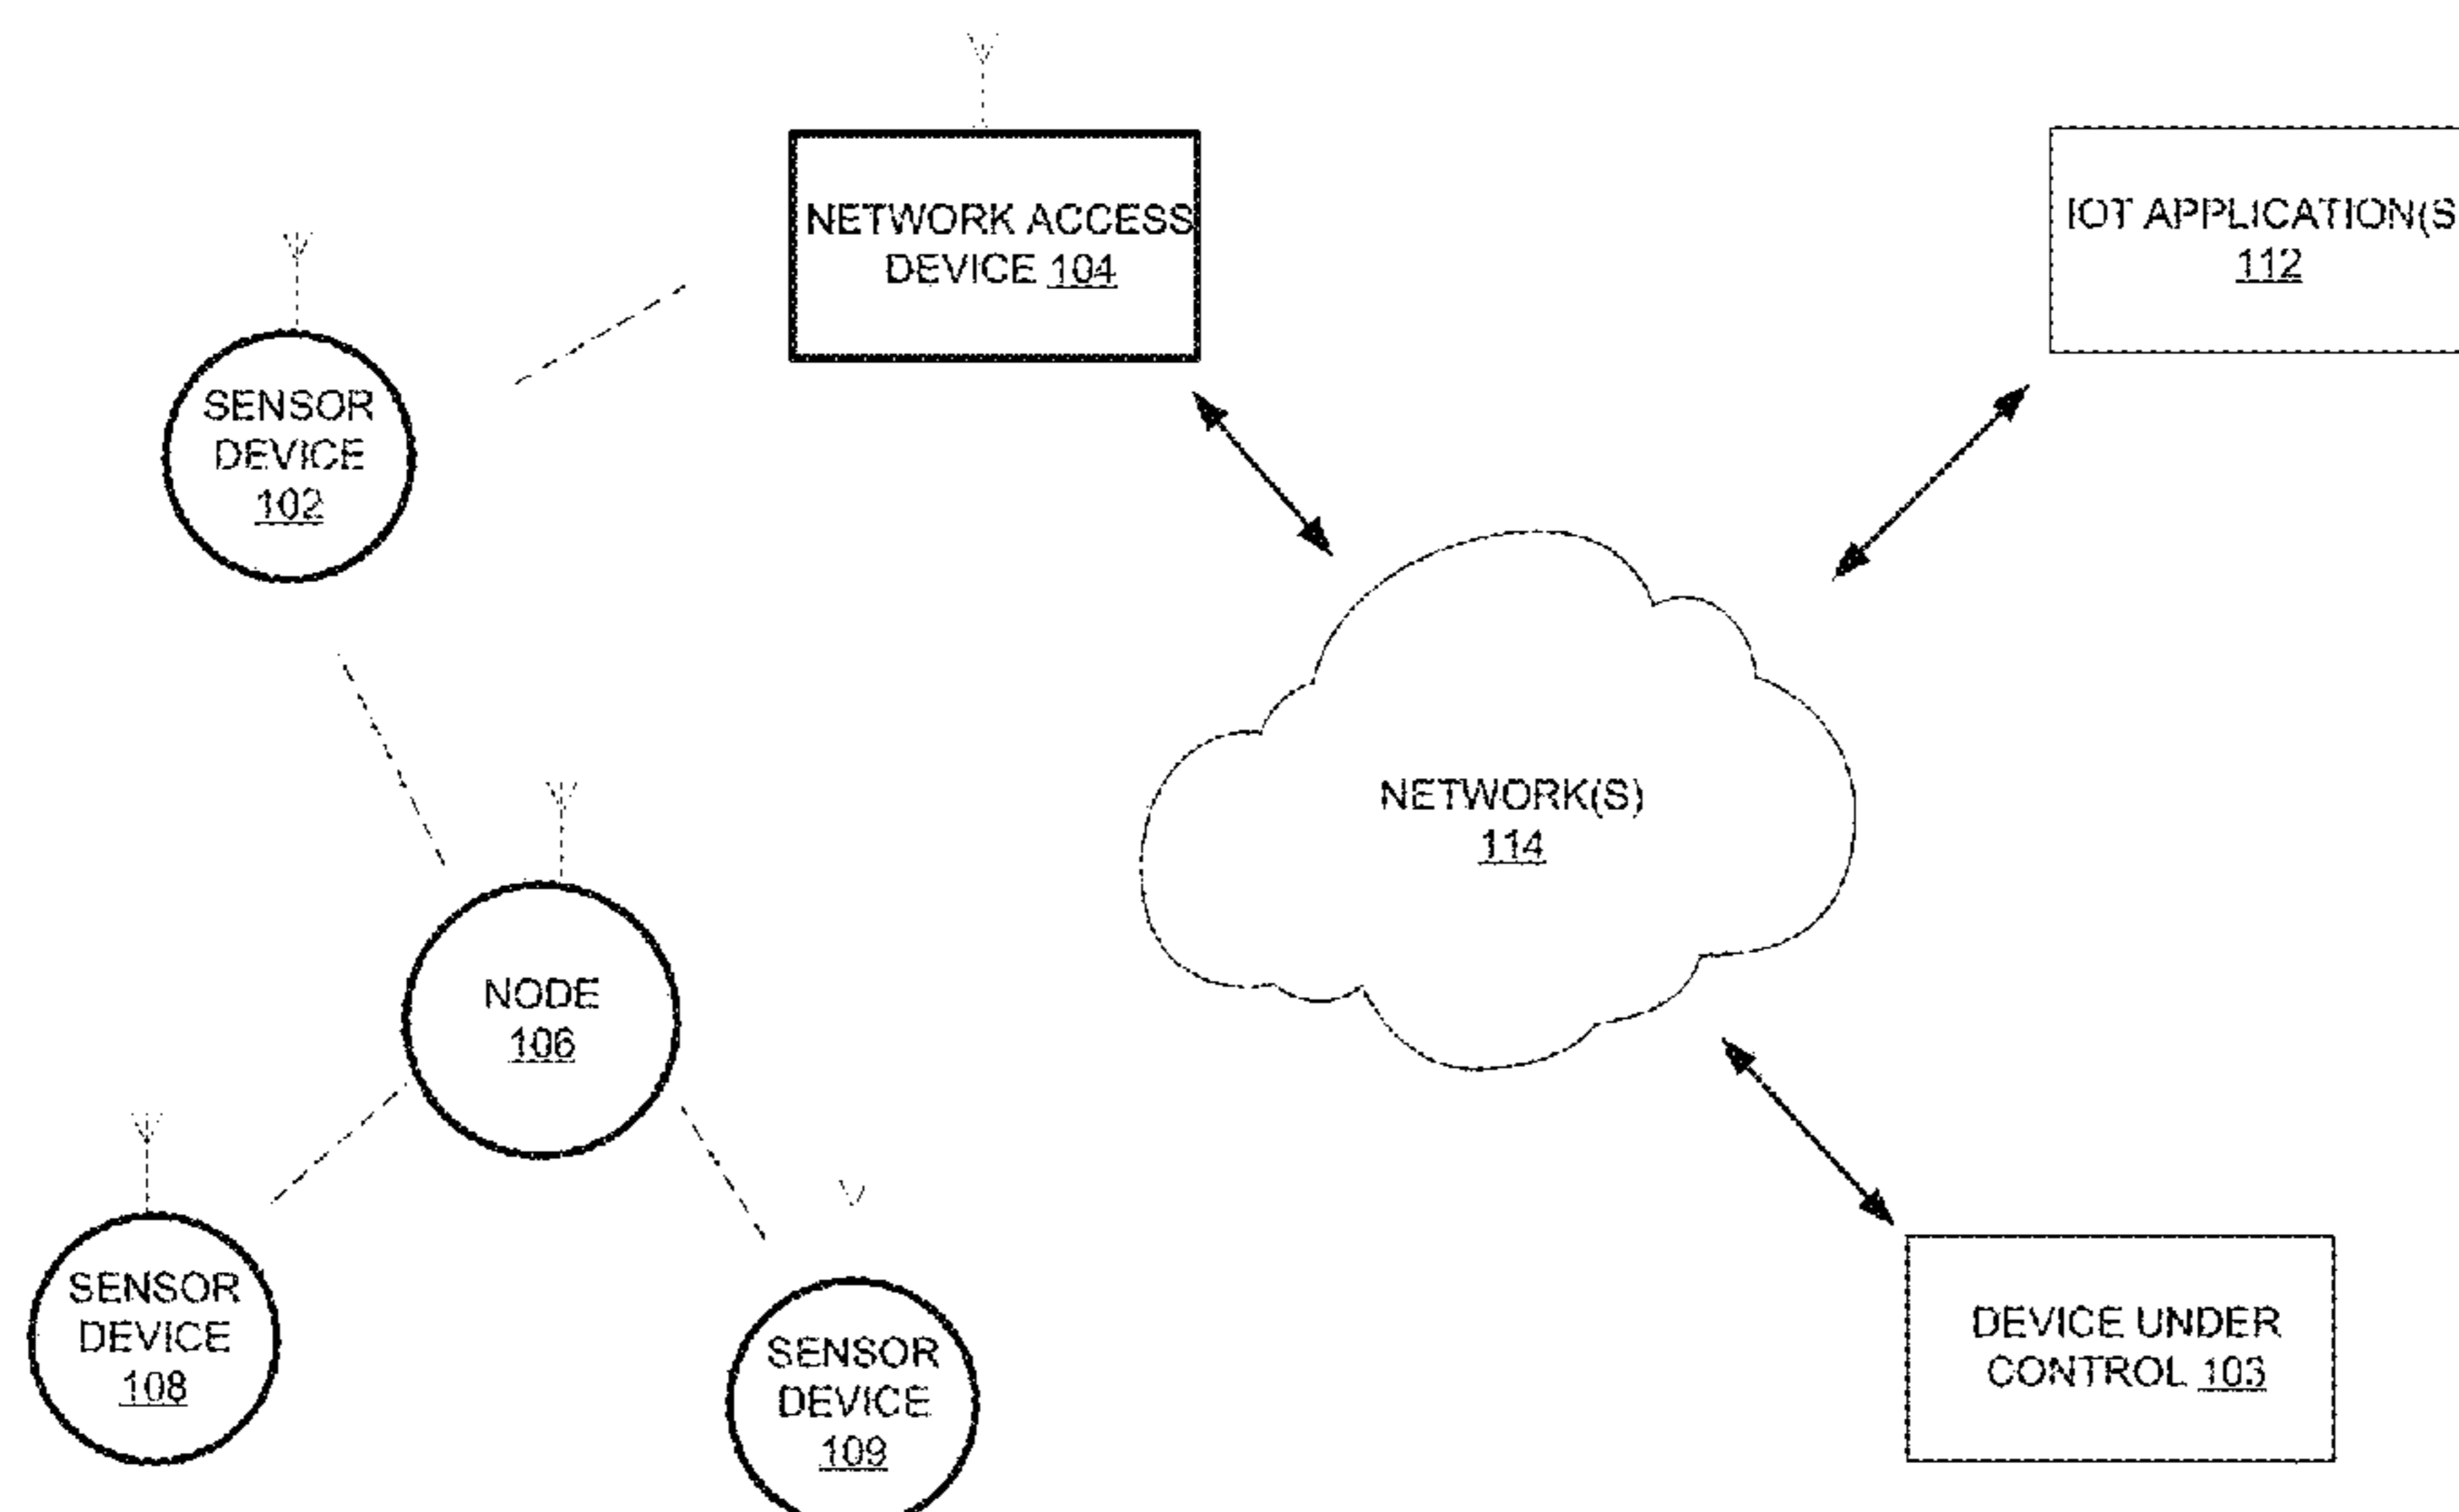 NETWORK ACCESS
DEVICE 104
IOT APPLICATION(S
112
SENSOR
DEVICE
102
NETWORK(S)
114
NODE
106
SENSOR
DEVICE
108
SENSOR
DEVICE
109
DEVICE UNDER
CONTROL 103